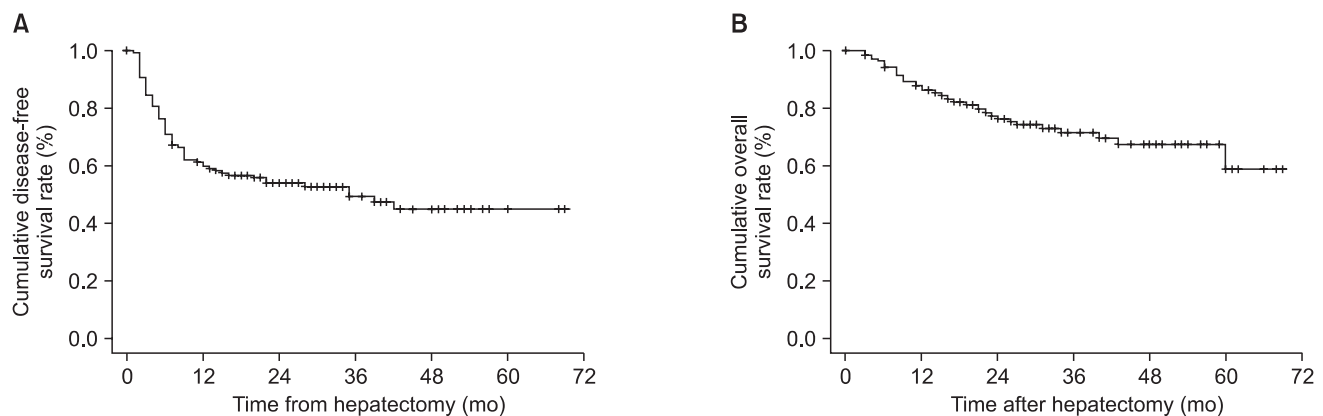 A
Cumulative disease-free
survival rate (%)
1.0
0.8
0.6
0.4
0.2
0.0
0 12 24 36 48 60 72
Time from hepatectomy (mo)
B
Cumulative overall
survival rate (%)
1.0
0.8
0.6
0.4
0.2
0.0
0 12 24 36 48 60 72
Time after hepatectomy (mo)